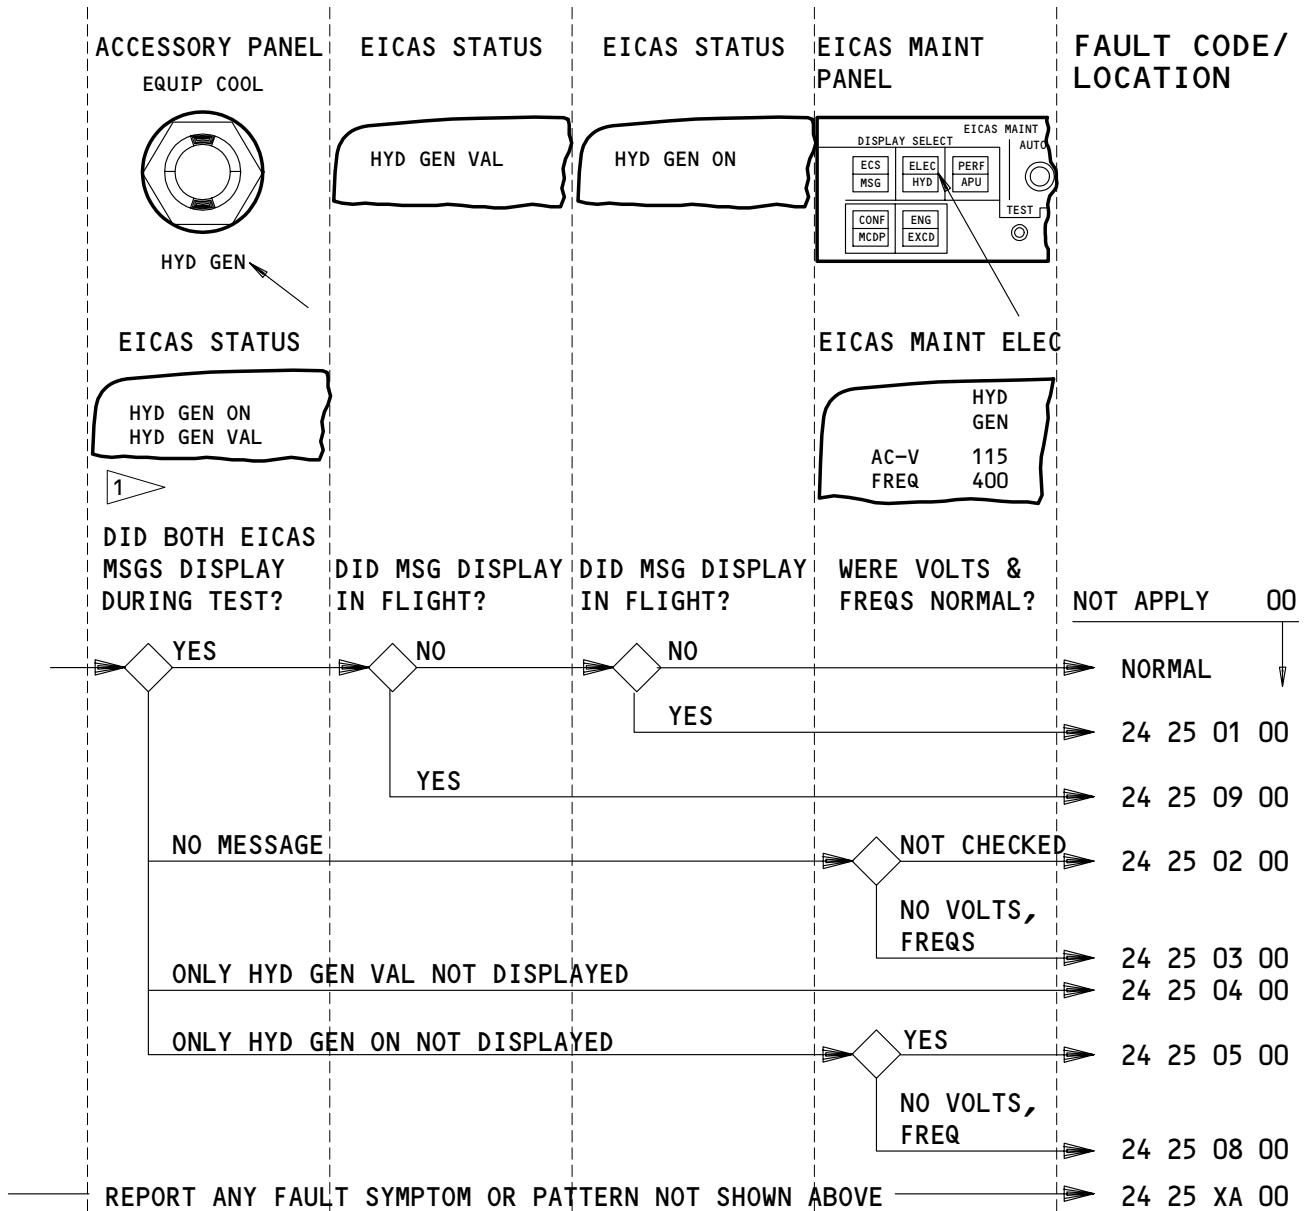 ACCESSORY PANEL
EQUIP COOL
HYD GEN
EICAS STATUS
HYD GEN ON
HYD GEN VAL
1
DID BOTH EICAS
MSGS DISPLAY
DURING TEST?
EICAS STATUS
HYD GEN VAL
DID MSG DISPLAY
IN FLIGHT?
EICAS STATUS
HYD GEN ON
DID MSG DISPLAY
IN FLIGHT?
EICAS MAINT
PANEL
EICAS MAINT
DISPLAY SELECT
AUTO
ECS ELEC PERF
MSG HYD APU
TEST
CONF ENG
MCDP EXCD
EICAS MAINT ELEC
HYD
GEN
AC-V 115
FREQ 400
WERE VOLTS &
FREQS NORMAL?
FAULT CODE/
LOCATION
NOT APPLY 00
YES NO NO NORMAL
YES 24 25 01 00
YES 24 25 09 00
NO MESSAGE NOT CHECKED 24 25 02 00
NO VOLTS,
FREQS 24 25 03 00
ONLY HYD GEN VAL NOT DISPLAYED 24 25 04 00
ONLY HYD GEN ON NOT DISPLAYED YES 24 25 05 00
NO VOLTS,
FREQ 24 25 08 00
REPORT ANY FAULT SYMPTOM OR PATTERN NOT SHOWN ABOVE 24 25 XA 00